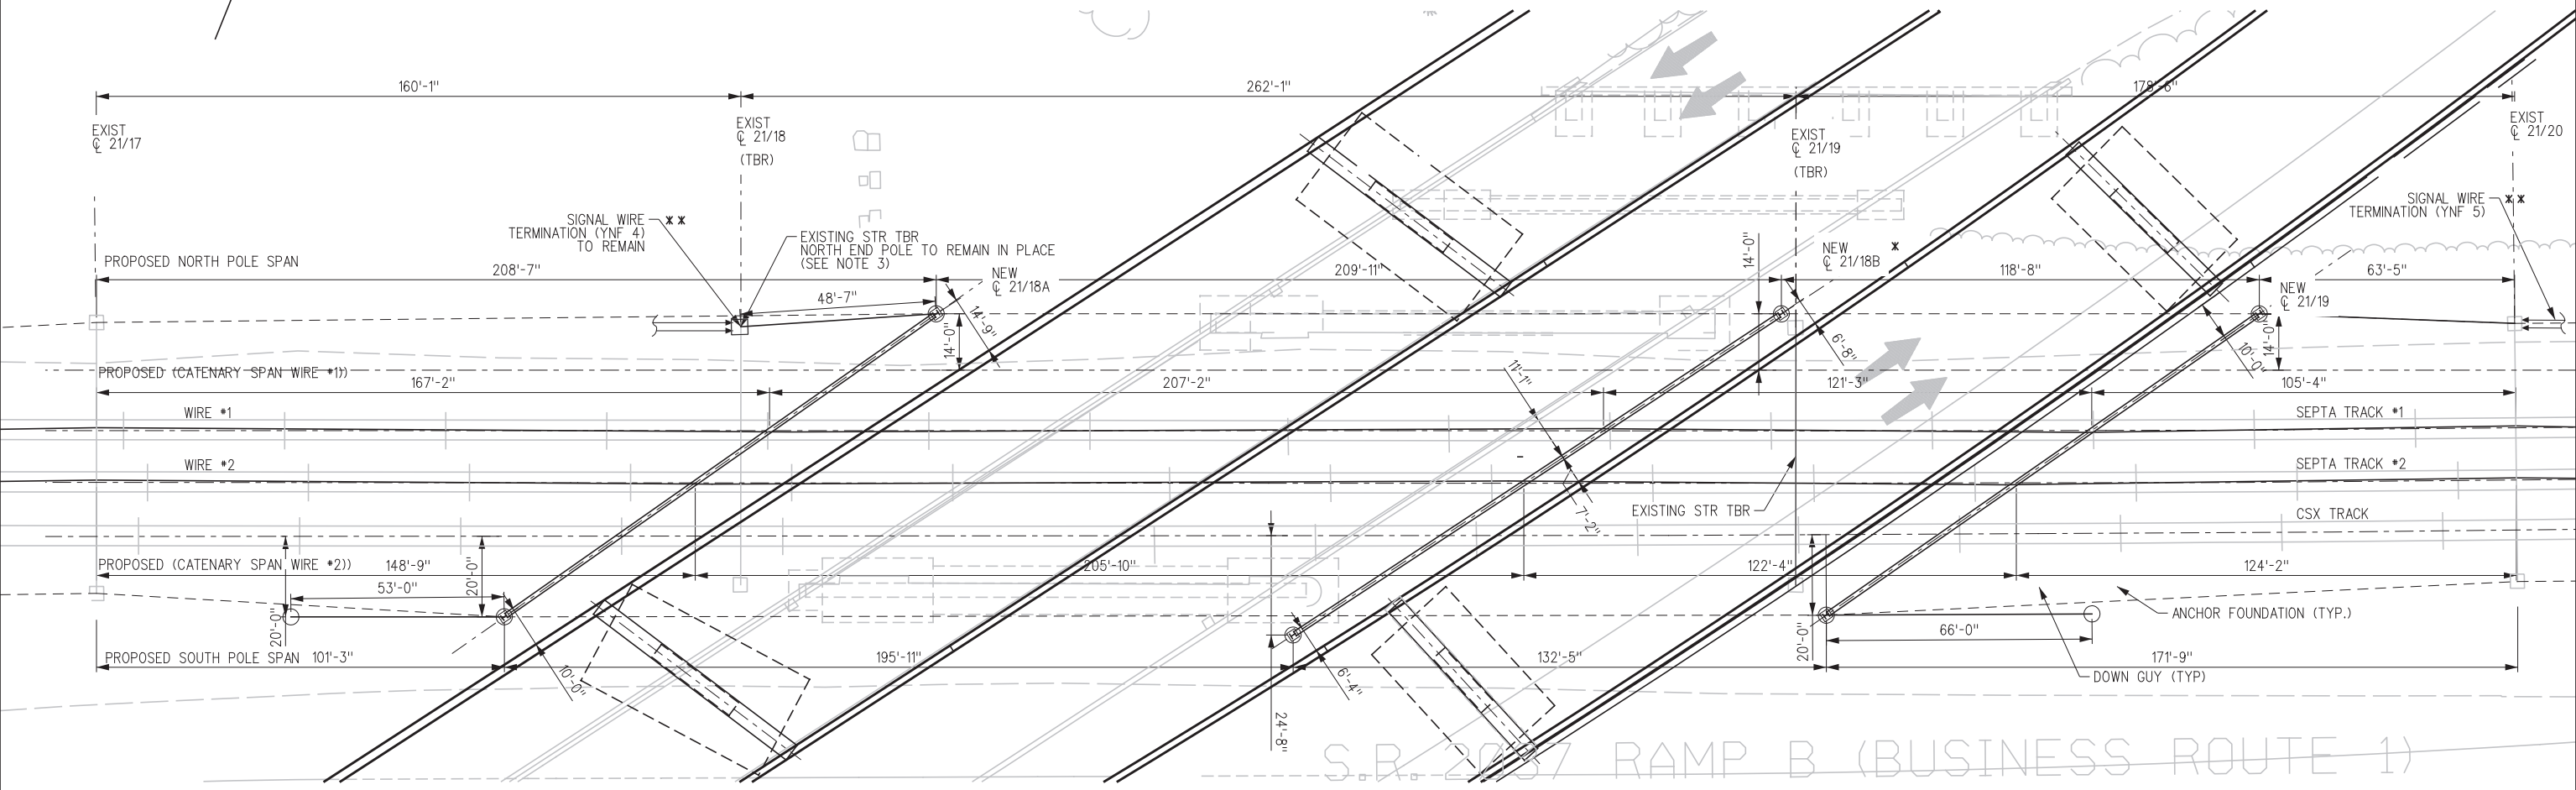 160'-1"
262'-1"
178'-6"
EXIST
℄ 21/17
EXIST
℄ 21/18
(TBR)
EXIST
℄ 21/19
(TBR)
EXIST
℄ 21/20
SIGNAL WIRE **
TERMINATION (YNF 4)
TO REMAIN
EXISTING STR TBR
NORTH END POLE TO REMAIN IN PLACE
(SEE NOTE 3)
SIGNAL WIRE **
TERMINATION (YNF 5)
PROPOSED NORTH POLE SPAN
208'-7"
NEW
℄ 21/18A
209'-11"
14'-0"
NEW *
℄ 21/18B
118'-8"
63'-5"
NEW
℄ 21/19
48'-7"
14'-9"
14'-0"
6'-8"
10'-0"
14'-0"
PROPOSED (CATENARY SPAN WIRE #1))
167'-2"
207'-2"
11'-1"
121'-3"
105'-4"
WIRE #1
SEPTA TRACK #1
WIRE #2
SEPTA TRACK #2
7'-2"
EXISTING STR TBR
CSX TRACK
PROPOSED (CATENARY SPAN WIRE #2))
148'-9"
205'-10"
122'-4"
124'-2"
53'-0"
20'-0"
20'-0"
20'-0"
66'-0"
ANCHOR FOUNDATION (TYP.)
PROPOSED SOUTH POLE SPAN 101'-3"
195'-11"
132'-5"
171'-9"
10'-0"
6'-4"
DOWN GUY (TYP)
24'-8"
S.R. 2037 RAMP B (BUSINESS ROUTE 1)